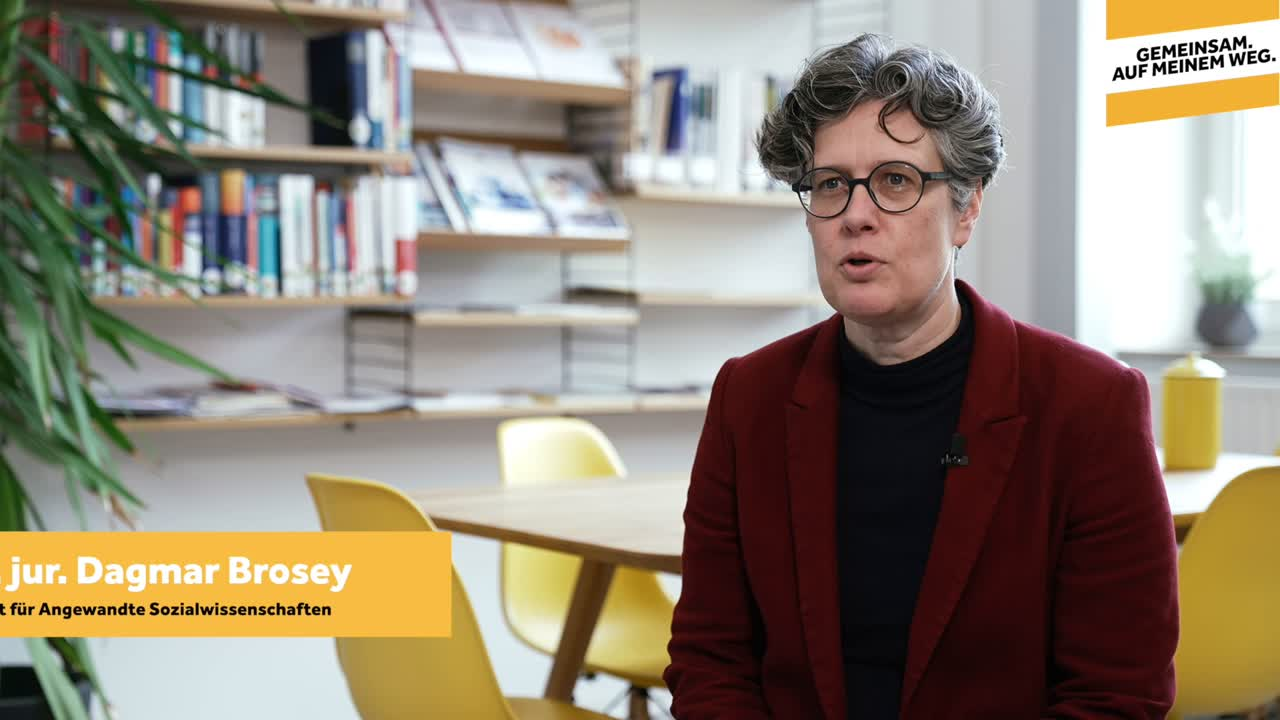 GEMEINSAM.
AUF MEINEM WEG.
jur. Dagmar Brosey
t für Angewandte Sozialwissenschaften